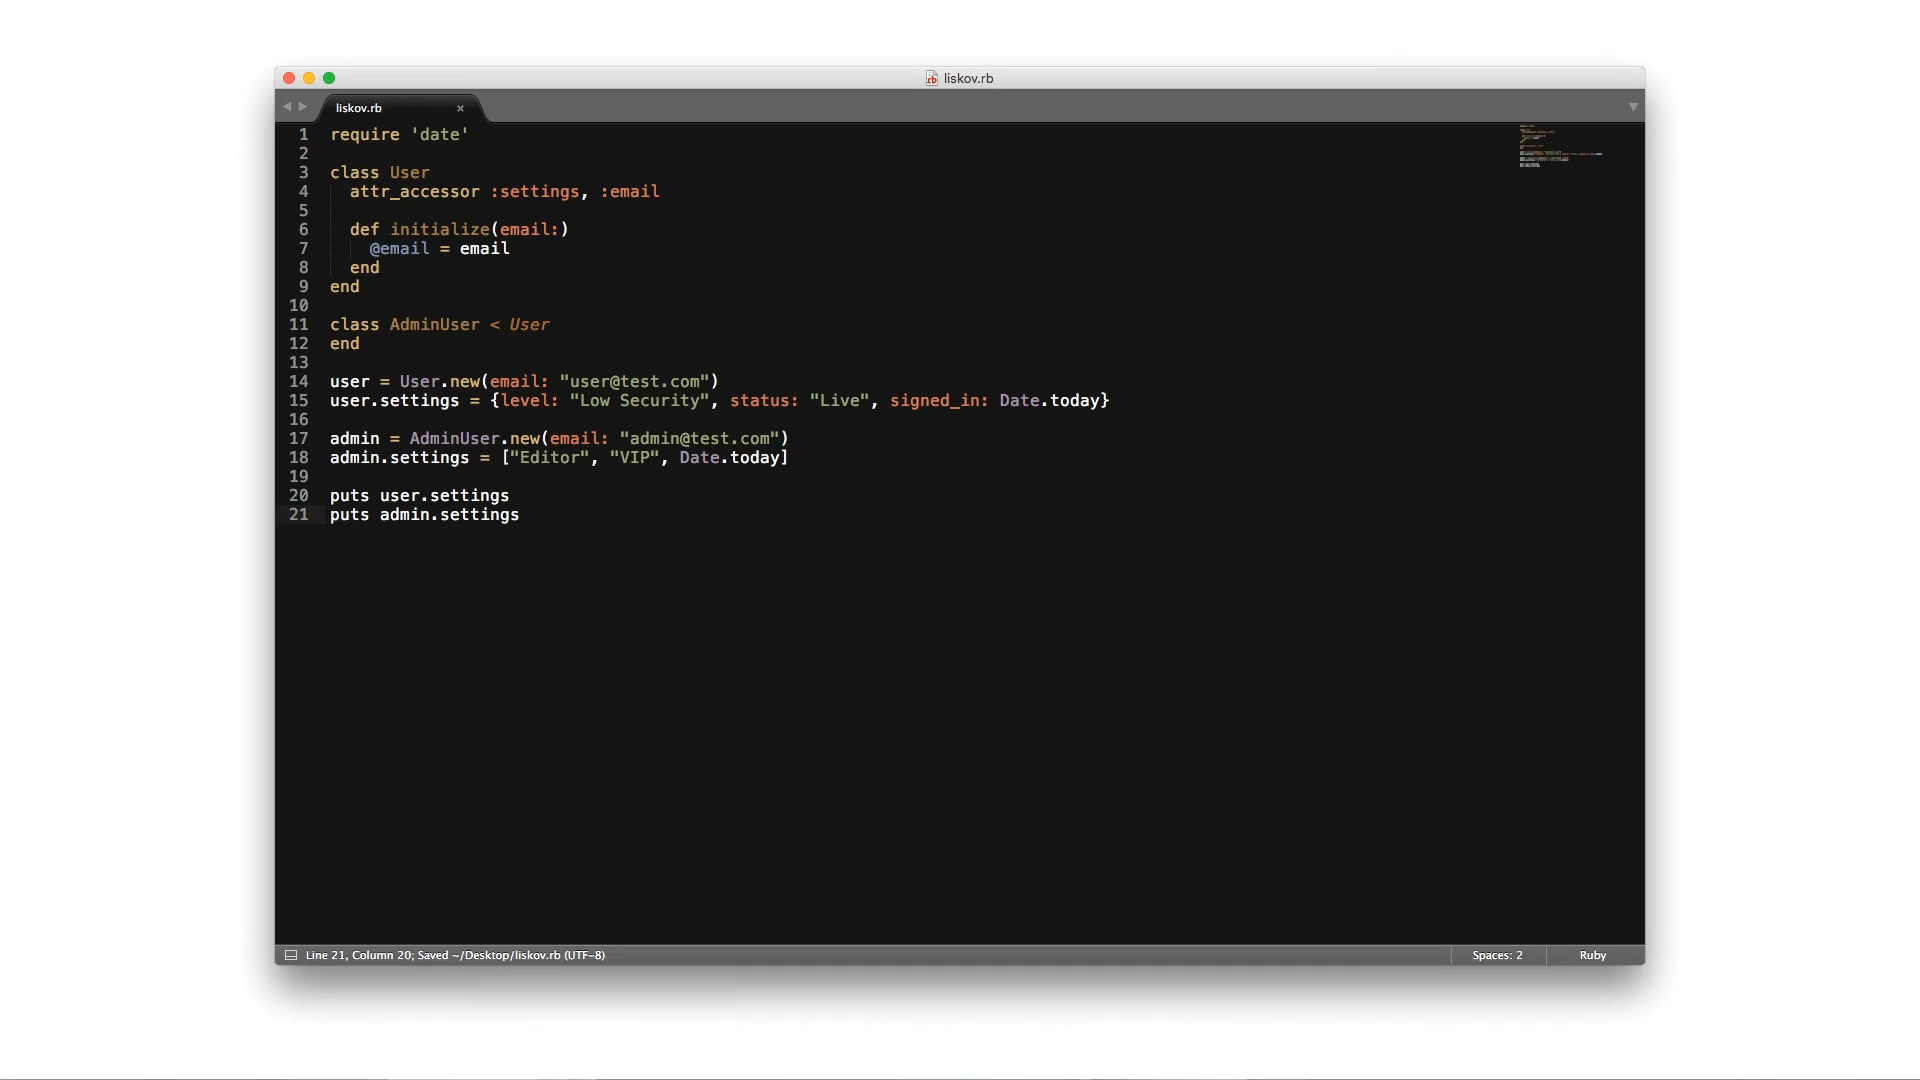 liskov.rb
liskov.rb
1 require 'date'
2
3 class User
4   attr_accessor :settings, :email
5
6   def initialize(email:)
7     @email = email
8   end
9 end
10
11 class AdminUser < User
12 end
13
14 user = User.new(email: "user@test.com")
15 user.settings = {level: "Low Security", status: "Live", signed_in: Date.today}
16
17 admin = AdminUser.new(email: "admin@test.com")
18 admin.settings = ["Editor", "VIP", Date.today]
19
20 puts user.settings
21 puts admin.settings
Line 21, Column 20; Saved ~/Desktop/liskov.rb (UTF-8) Spaces: 2 Ruby